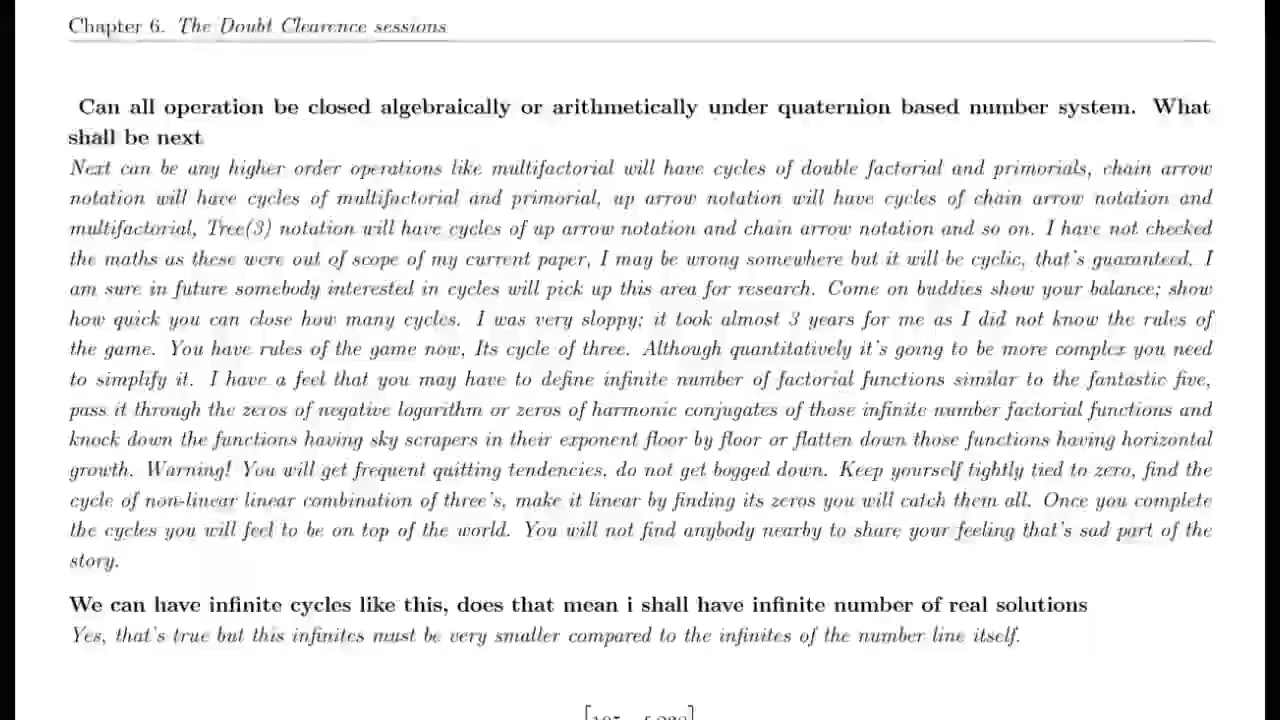 Chapter 6. The Doubt Clearence sessions
Can all operation be closed algebraically or arithmetically under quaternion based number system. What
shall be next
Next can be any higher order operations like multifactorial will have cycles of double factorial and primorials, chain arrow
notation will have cycles of multifactorial and primorial, up arrow notation will have cycles of chain arrow notation and
multifactorial, Tree(3) notation will have cycles of up arrow notation and chain arrow notation and so on. I have not checked
the maths as these were out of scope of my current paper, I may be wrong somewhere but it will be cyclic, that's guaranteed. I
am sure in future somebody interested in cycles will pick up this area for research. Come on buddies show your balance; show
how quick you can close how many cycles. I was very sloppy; it took almost 3 years for me as I did not know the rules of
the game. You have rules of the game now, Its cycle of three. Although quantitatively it's going to be more complex you need
to simplify it. I have a feel that you may have to define infinite number of factorial functions similar to the fantastic five,
pass it through the zeros of negative logarithm or zeros of harmonic conjugates of those infinite number factorial functions and
knock down the functions having sky scrapers in their exponent floor by floor or flatten down those functions having horizontal
growth. Warning! You will get frequent quitting tendencies, do not get bogged down. Keep yourself tightly tied to zero, find the
cycle of non-linear linear combination of three's, make it linear by finding its zeros you will catch them all. Once you complete
the cycles you will feel to be on top of the world. You will not find anybody nearby to share your feeling that's sad part of the
story.
We can have infinite cycles like this, does that mean i shall have infinite number of real solutions
Yes, that's true but this infinites must be very smaller compared to the infinites of the number line itself.